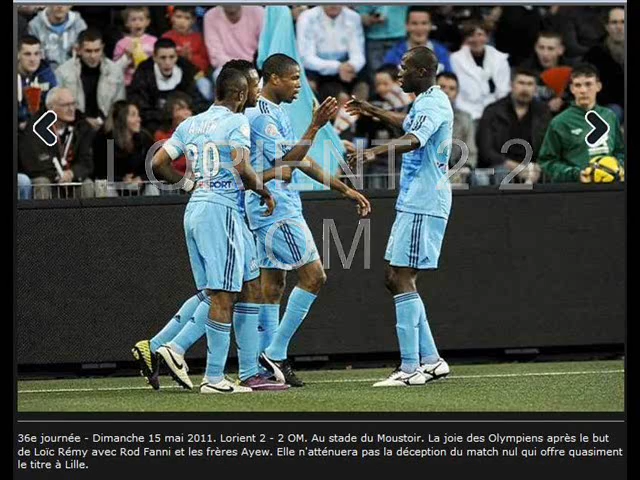 LORIENT 2 2
OM
20
36e journée - Dimanche 15 mai 2011. Lorient 2 - 2 OM. Au stade du Moustoir. La joie des Olympiens après le but
de Loïc Rémy avec Rod Fanni et les frères Ayew. Elle n'atténuera pas la déception du match nul qui offre quasiment
le titre à Lille.